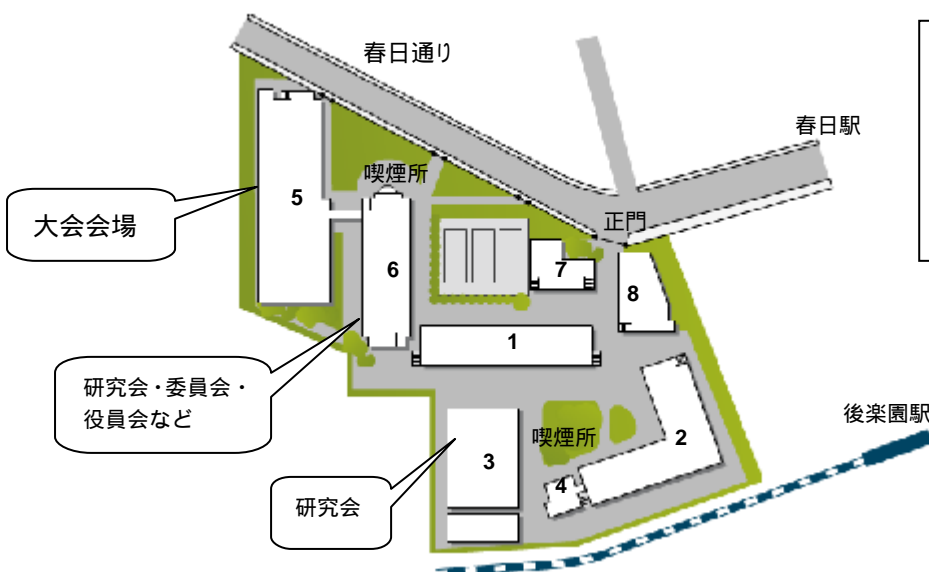 春日通り
春日駅
喫煙所
5
大会会場
正門
7
6
8
1
研究会・委員会・
役員会など
後楽園駅
喫煙所
2
3
4
研究会